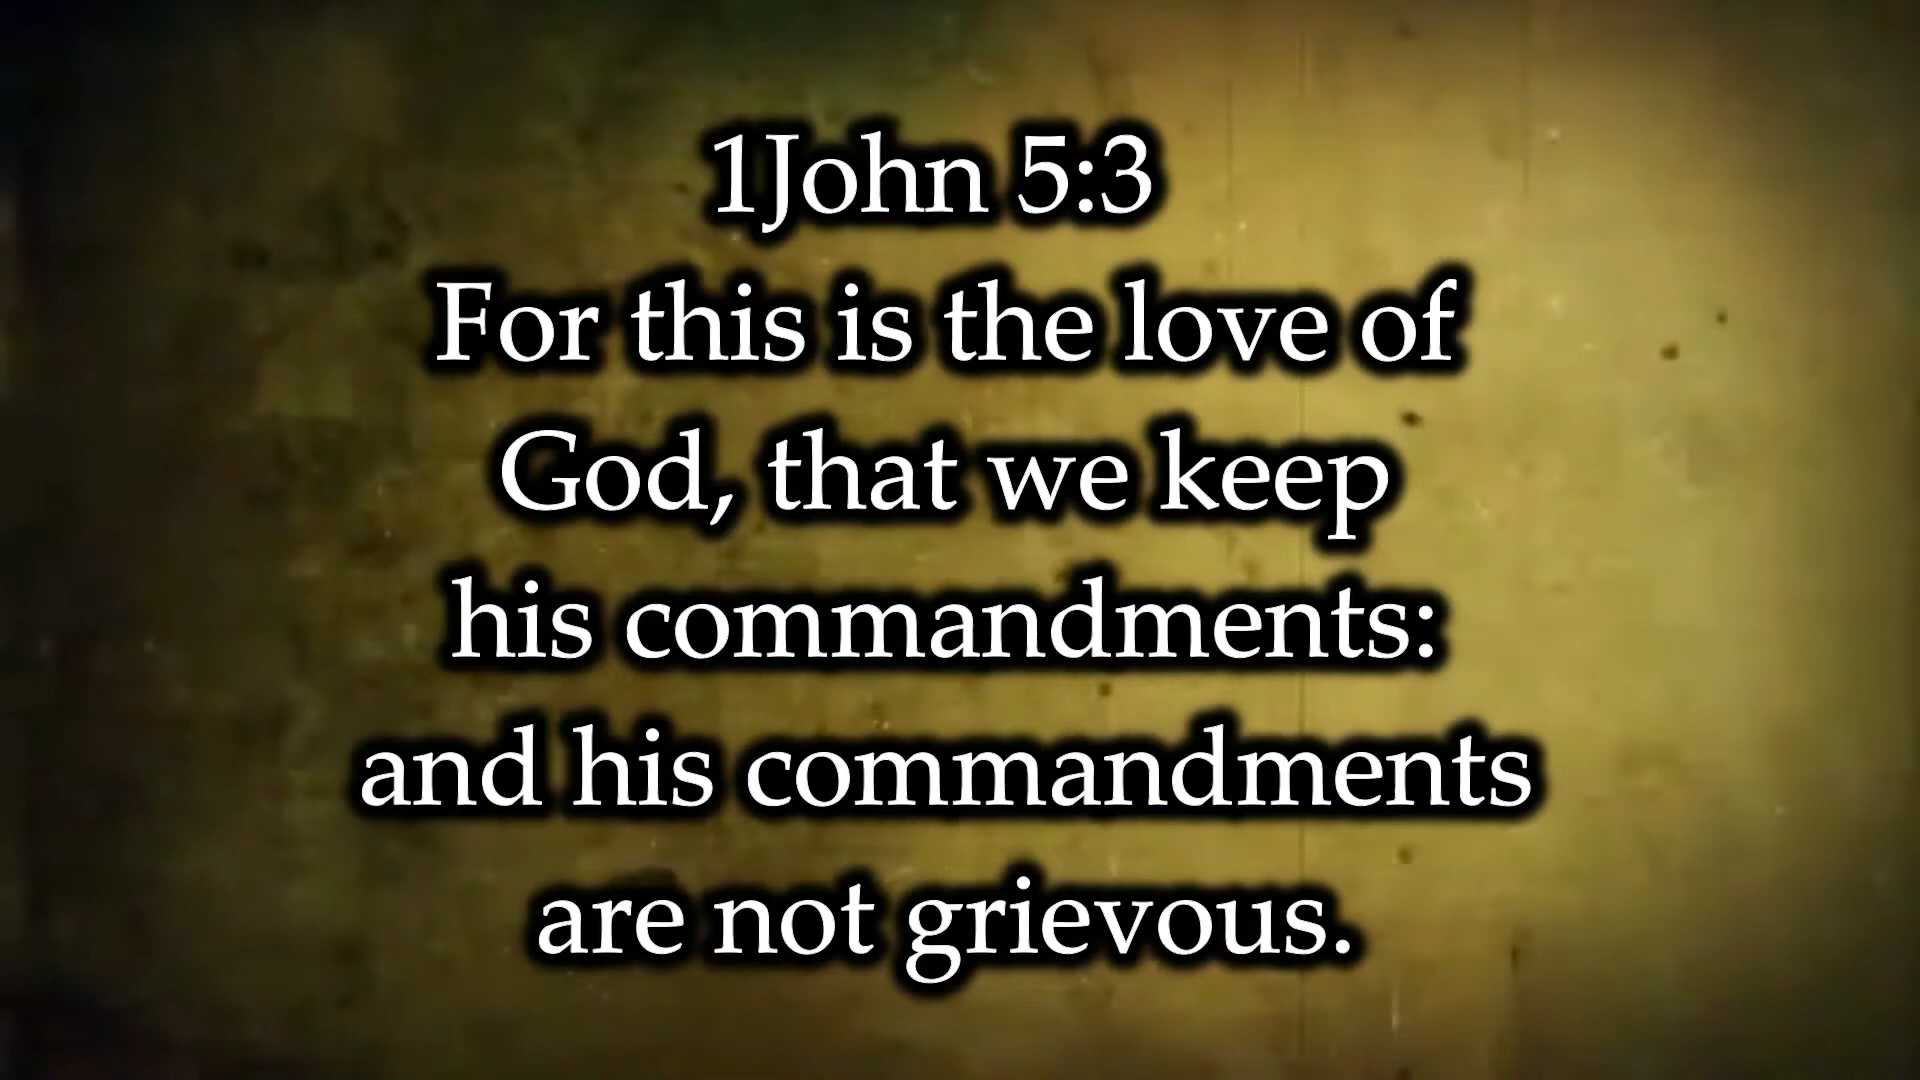 1John 5:3
For this is the love of
God, that we keep
his commandments:
and his commandments
are not grievous.